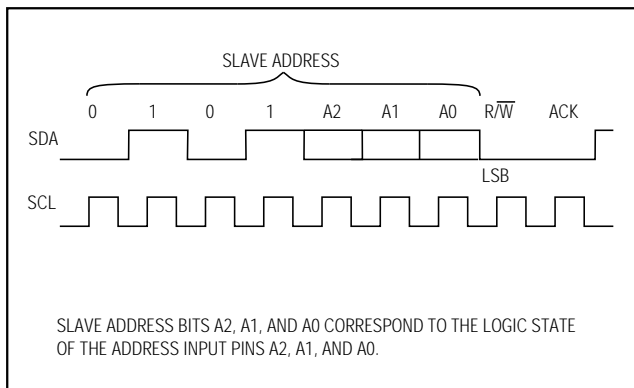 SLAVE ADDRESS
0 1 0 1 A2 A1 A0 R/W̅ ACK
SDA
LSB
SCL
SLAVE ADDRESS BITS A2, A1, AND A0 CORRESPOND TO THE LOGIC STATE
OF THE ADDRESS INPUT PINS A2, A1, AND A0.